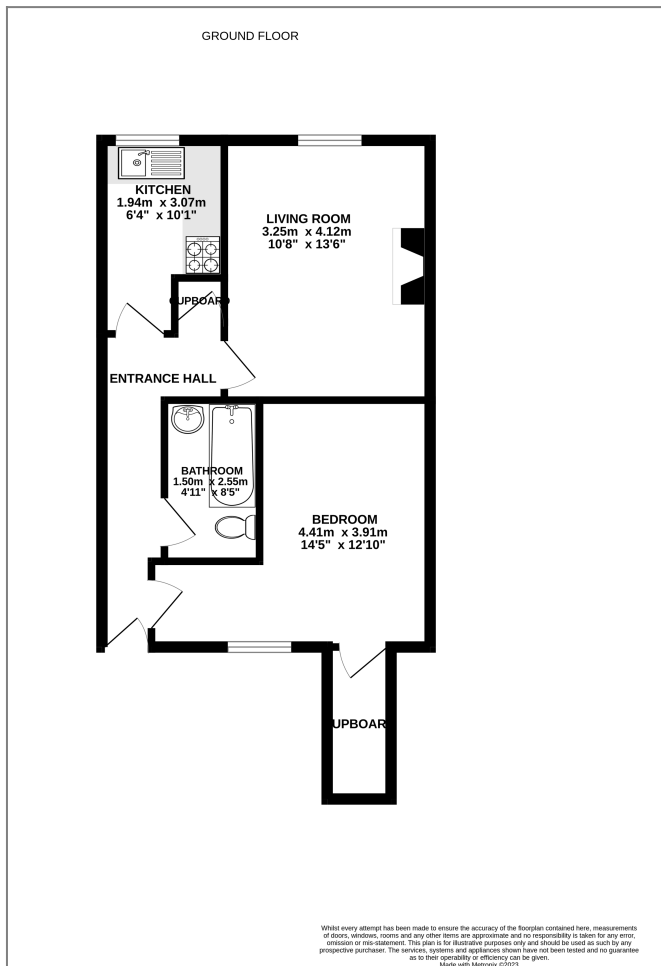 GROUND FLOOR
KITCHEN
1.94m x 3.07m
6'4" x 10'1"
LIVING ROOM
3.25m x 4.12m
10'8" x 13'6"
CUPBOARD
ENTRANCE HALL
BATHROOM
1.50m x 2.55m
4'11" x 8'5"
BEDROOM
4.41m x 3.91m
14'5" x 12'10"
UPBOAR
Whilst every attempt has been made to ensure the accuracy of the floorplan contained here, measurements
of doors, windows, rooms and any other items are approximate and no responsibility is taken for any error,
omission or mis-statement. This plan is for illustrative purposes only and should be used as such by any
prospective purchaser. The services, systems and appliances shown have not been tested and no guarantee
as to their operability or efficiency can be given.
Made with Metropix ©2023